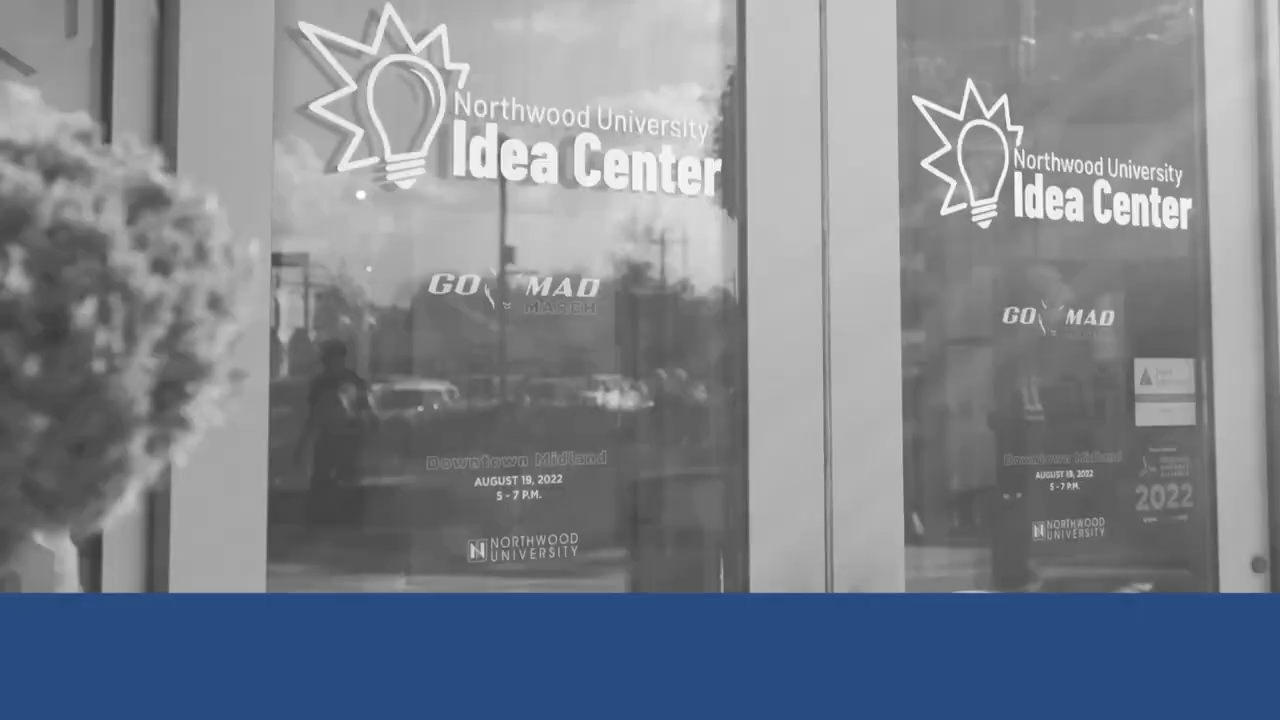 Northwood University
Idea Center
GO MAD
MARCH
Downtown Midland
AUGUST 19, 2022
5 - 7 P.M.
N NORTHWOOD
UNIVERSITY
Northwood University
Idea Center
GO MAD
Downtown Midland
AUGUST 19, 2022
5 - 7 P.M.
N NORTHWOOD
UNIVERSITY
2022